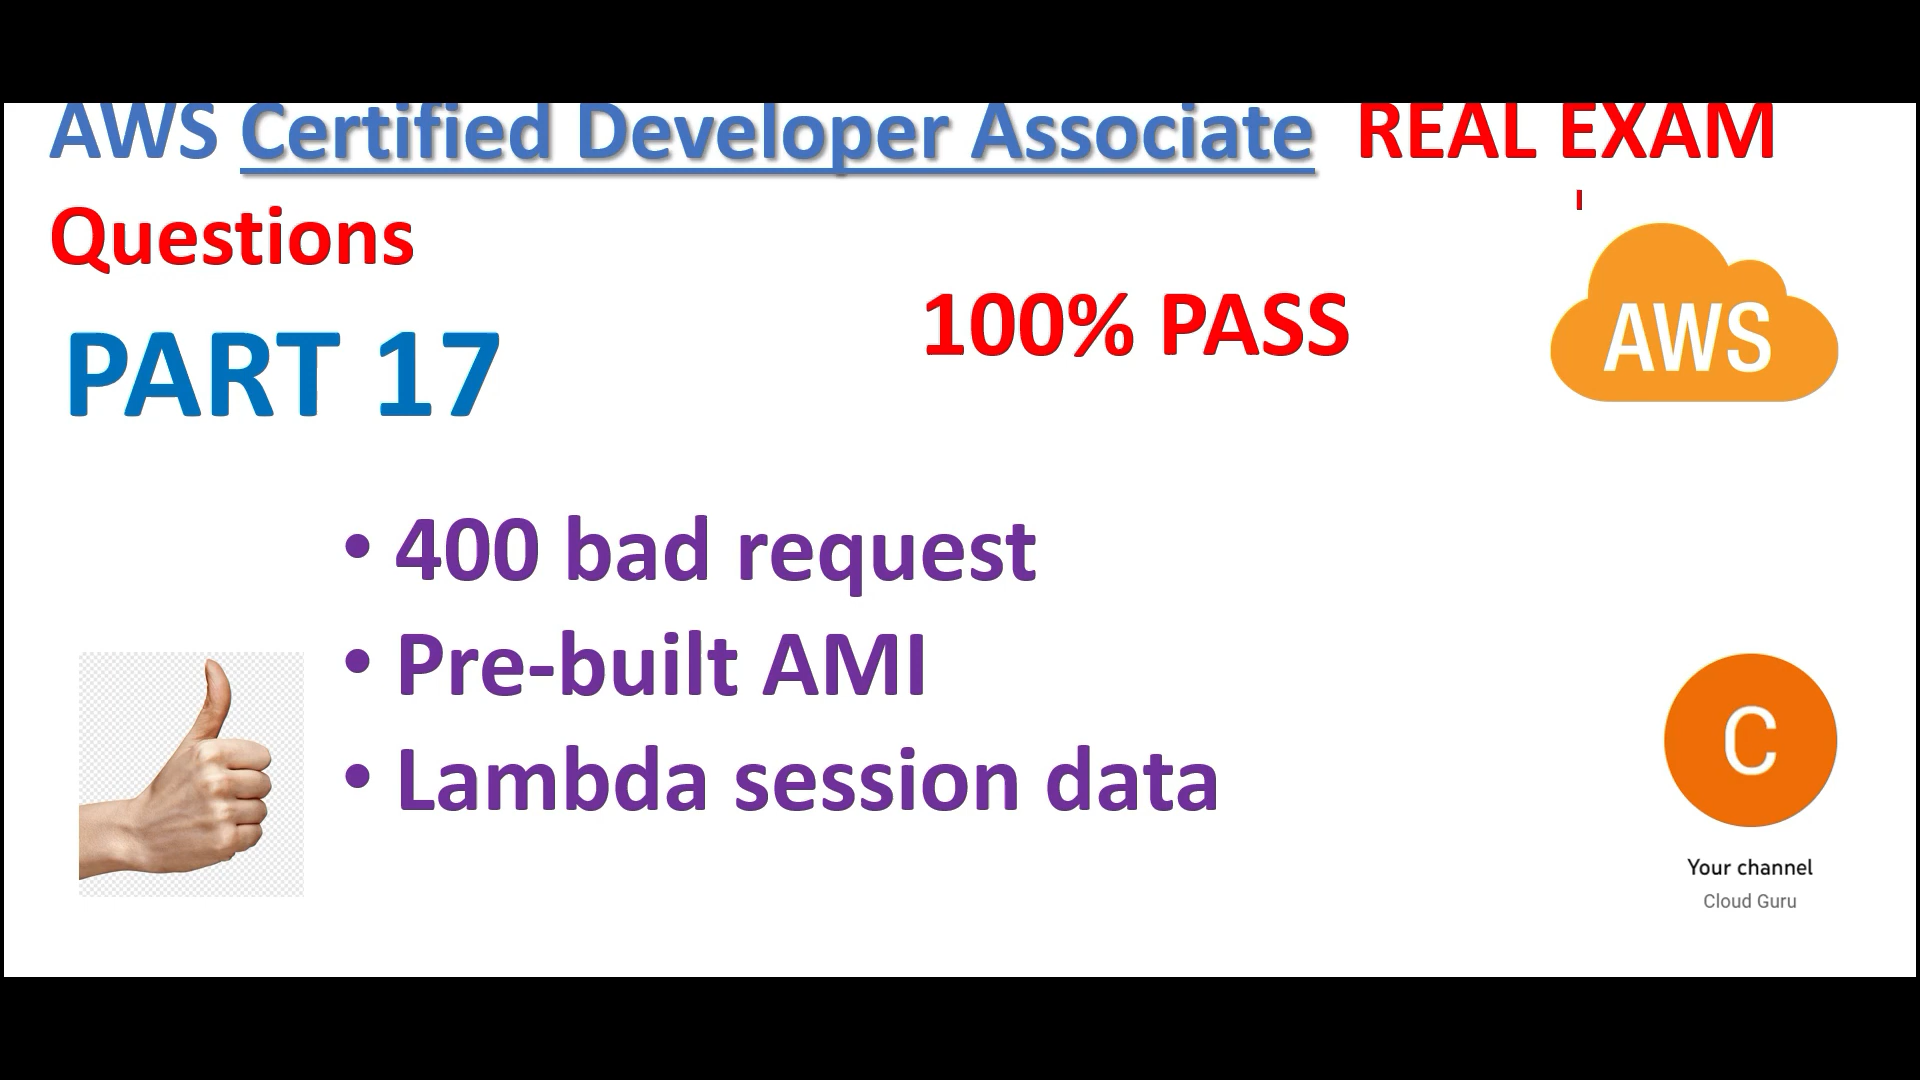 AWS Certified Developer Associate REAL EXAM
Questions
100% PASS
PART 17
AWS
• 400 bad request
• Pre-built AMI
• Lambda session data
C
Your channel
Cloud Guru